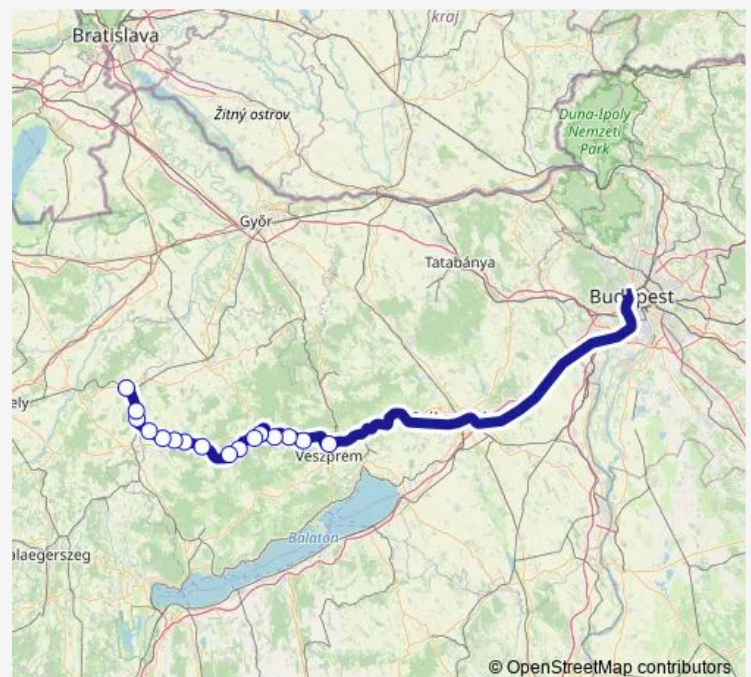 kraj
Bratislava
Duna-Ipoly
Nemzeti
Park
Žitný ostrov
Győr
Tatabánya
Budapest
ely
Veszprém
Balaton
alaegerszeg
© OpenStreetMap contributors